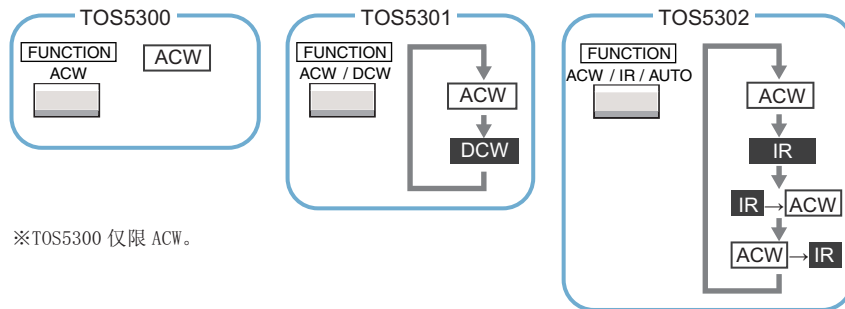 TOS5300
FUNCTION
ACW
ACW
TOS5301
FUNCTION
ACW / DCW
ACW
DCW
TOS5302
FUNCTION
ACW / IR / AUTO
ACW
IR
IR→ACW
ACW→IR
※TOS5300 仅限 ACW。